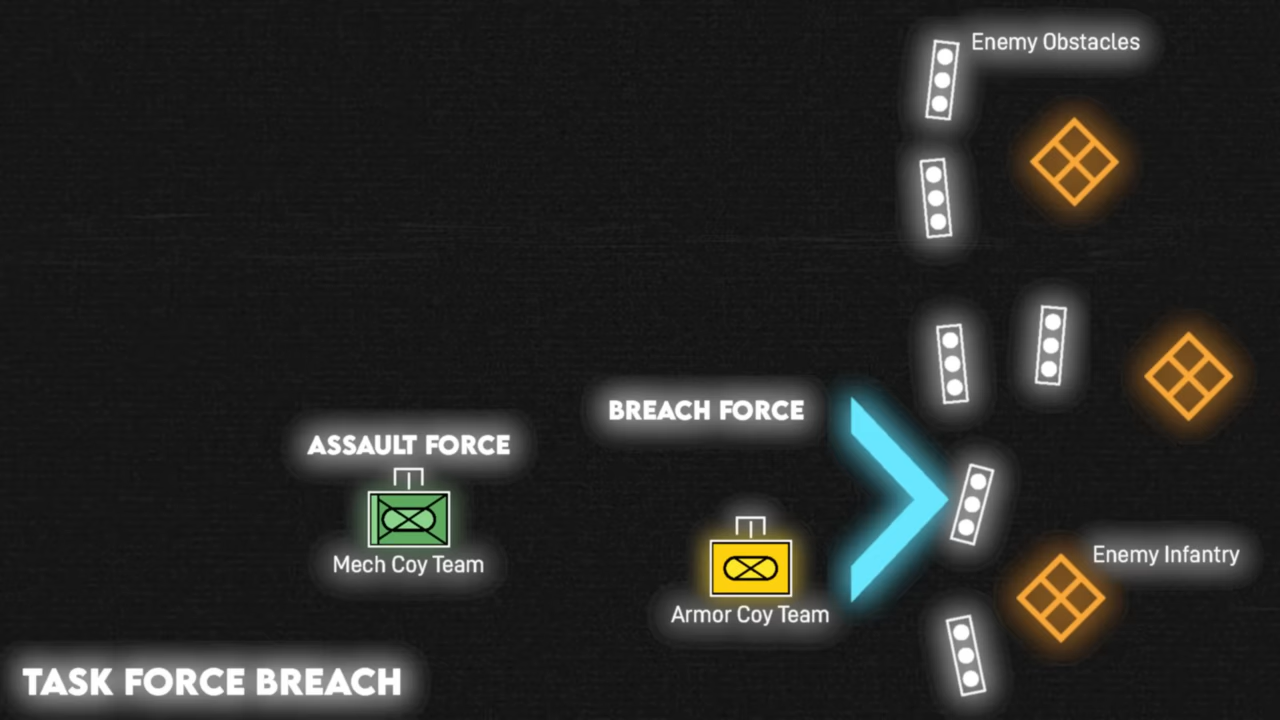 Enemy Obstacles
BREACH FORCE
ASSAULT FORCE
Enemy Infantry
Mech Coy Team
Armor Coy Team
TASK FORCE BREACH